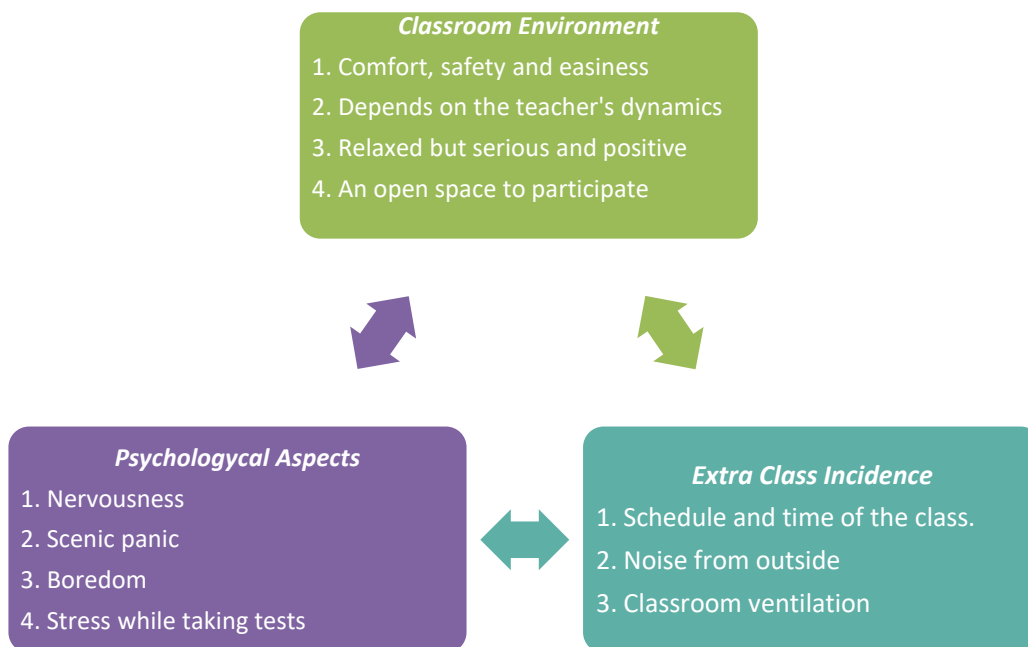 Classroom Environment
1. Comfort, safety and easiness
2. Depends on the teacher's dynamics
3. Relaxed but serious and positive
4. An open space to participate
Psychologycal Aspects
1. Nervousness
2. Scenic panic
3. Boredom
4. Stress while taking tests
Extra Class Incidence
1. Schedule and time of the class.
2. Noise from outside
3. Classroom ventilation